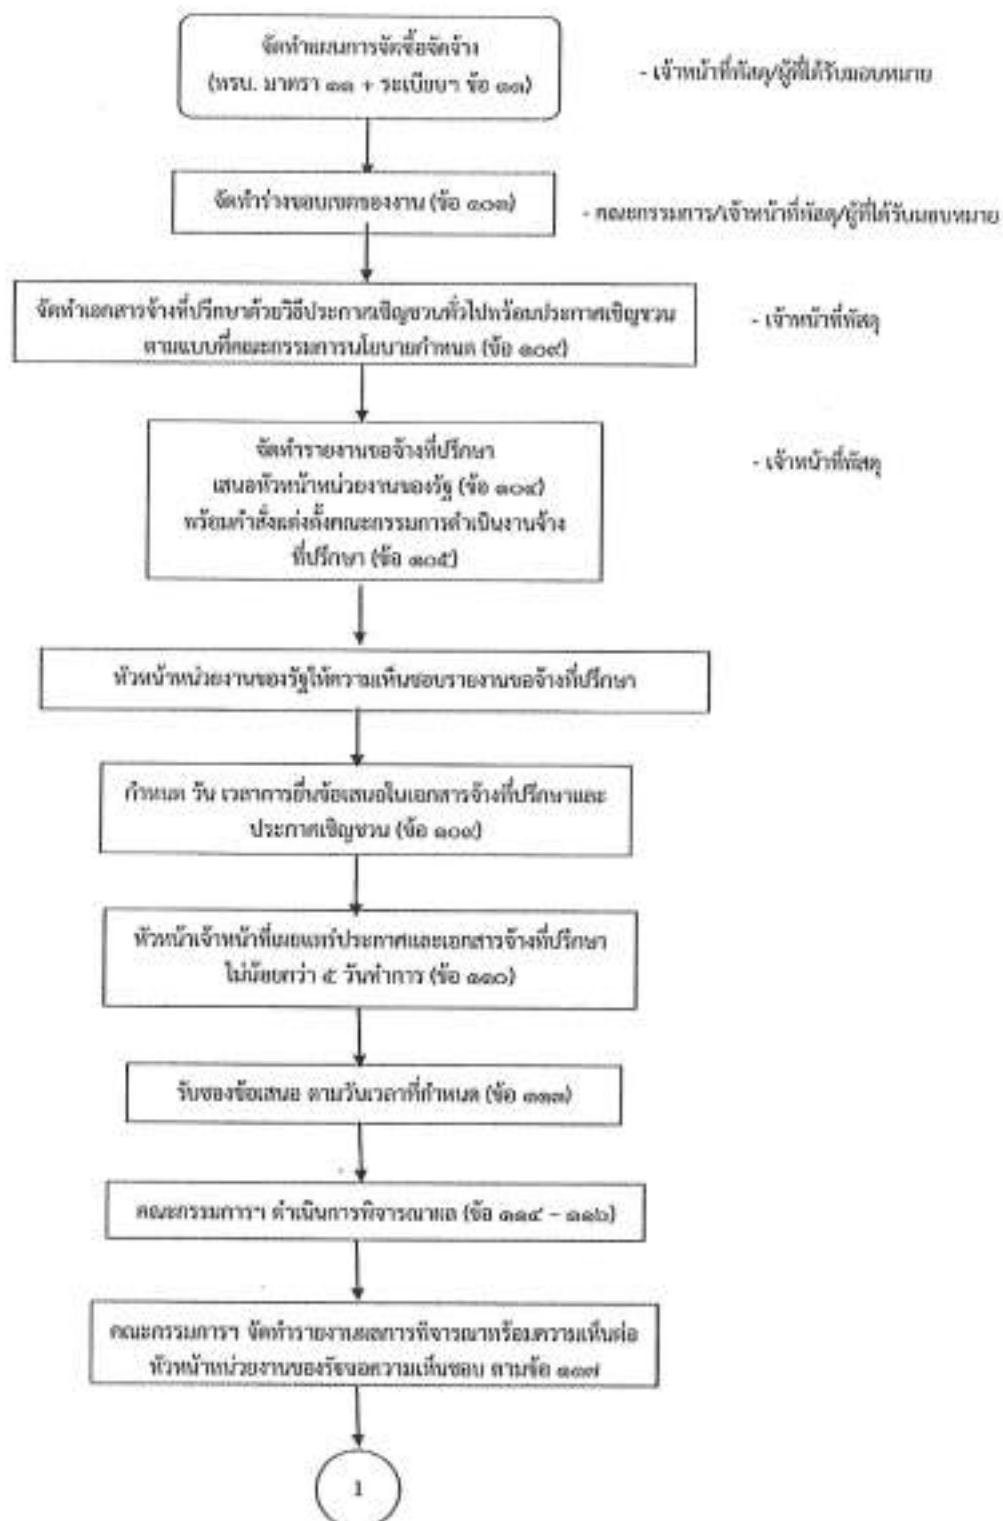 จัดทำแผนการจัดซื้อจัดจ้าง
(พรบ. มาตรา ๑๑ + ระเบียบฯ ข้อ ๑๑)
- เจ้าหน้าที่พัสดุ/ผู้ที่ได้รับมอบหมาย
จัดทำร่างขอบเขตของงาน (ข้อ ๑๐๓)
- คณะกรรมการ/เจ้าหน้าที่พัสดุ/ผู้ที่ได้รับมอบหมาย
จัดทำเอกสารจ้างที่ปรึกษาด้วยวิธีประกาศเชิญชวนทั่วไปพร้อมประกาศเชิญชวน
ตามแบบที่คณะกรรมการนโยบายกำหนด (ข้อ ๑๐๙)
- เจ้าหน้าที่พัสดุ
จัดทำรายงานขอจ้างที่ปรึกษา
เสนอหัวหน้าหน่วยงานของรัฐ (ข้อ ๑๐๔)
พร้อมคำสั่งแต่งตั้งคณะกรรมการดำเนินงานจ้าง
ที่ปรึกษา (ข้อ ๑๐๕)
- เจ้าหน้าที่พัสดุ
หัวหน้าหน่วยงานของรัฐให้ความเห็นชอบรายงานขอจ้างที่ปรึกษา
กำหนด วัน เวลาการยื่นข้อเสนอในเอกสารจ้างที่ปรึกษาและ
ประกาศเชิญชวน (ข้อ ๑๐๙)
หัวหน้าเจ้าหน้าที่เผยแพร่ประกาศและเอกสารจ้างที่ปรึกษา
ไม่น้อยกว่า ๕ วันทำการ (ข้อ ๑๑๐)
รับซองข้อเสนอ ตามวันเวลาที่กำหนด (ข้อ ๑๑๓)
คณะกรรมการฯ ดำเนินการพิจารณาผล (ข้อ ๑๑๔ - ๑๑๖)
คณะกรรมการฯ จัดทำรายงานผลการพิจารณาพร้อมความเห็นต่อ
หัวหน้าหน่วยงานของรัฐขอความเห็นชอบ ตามข้อ ๑๑๗
1